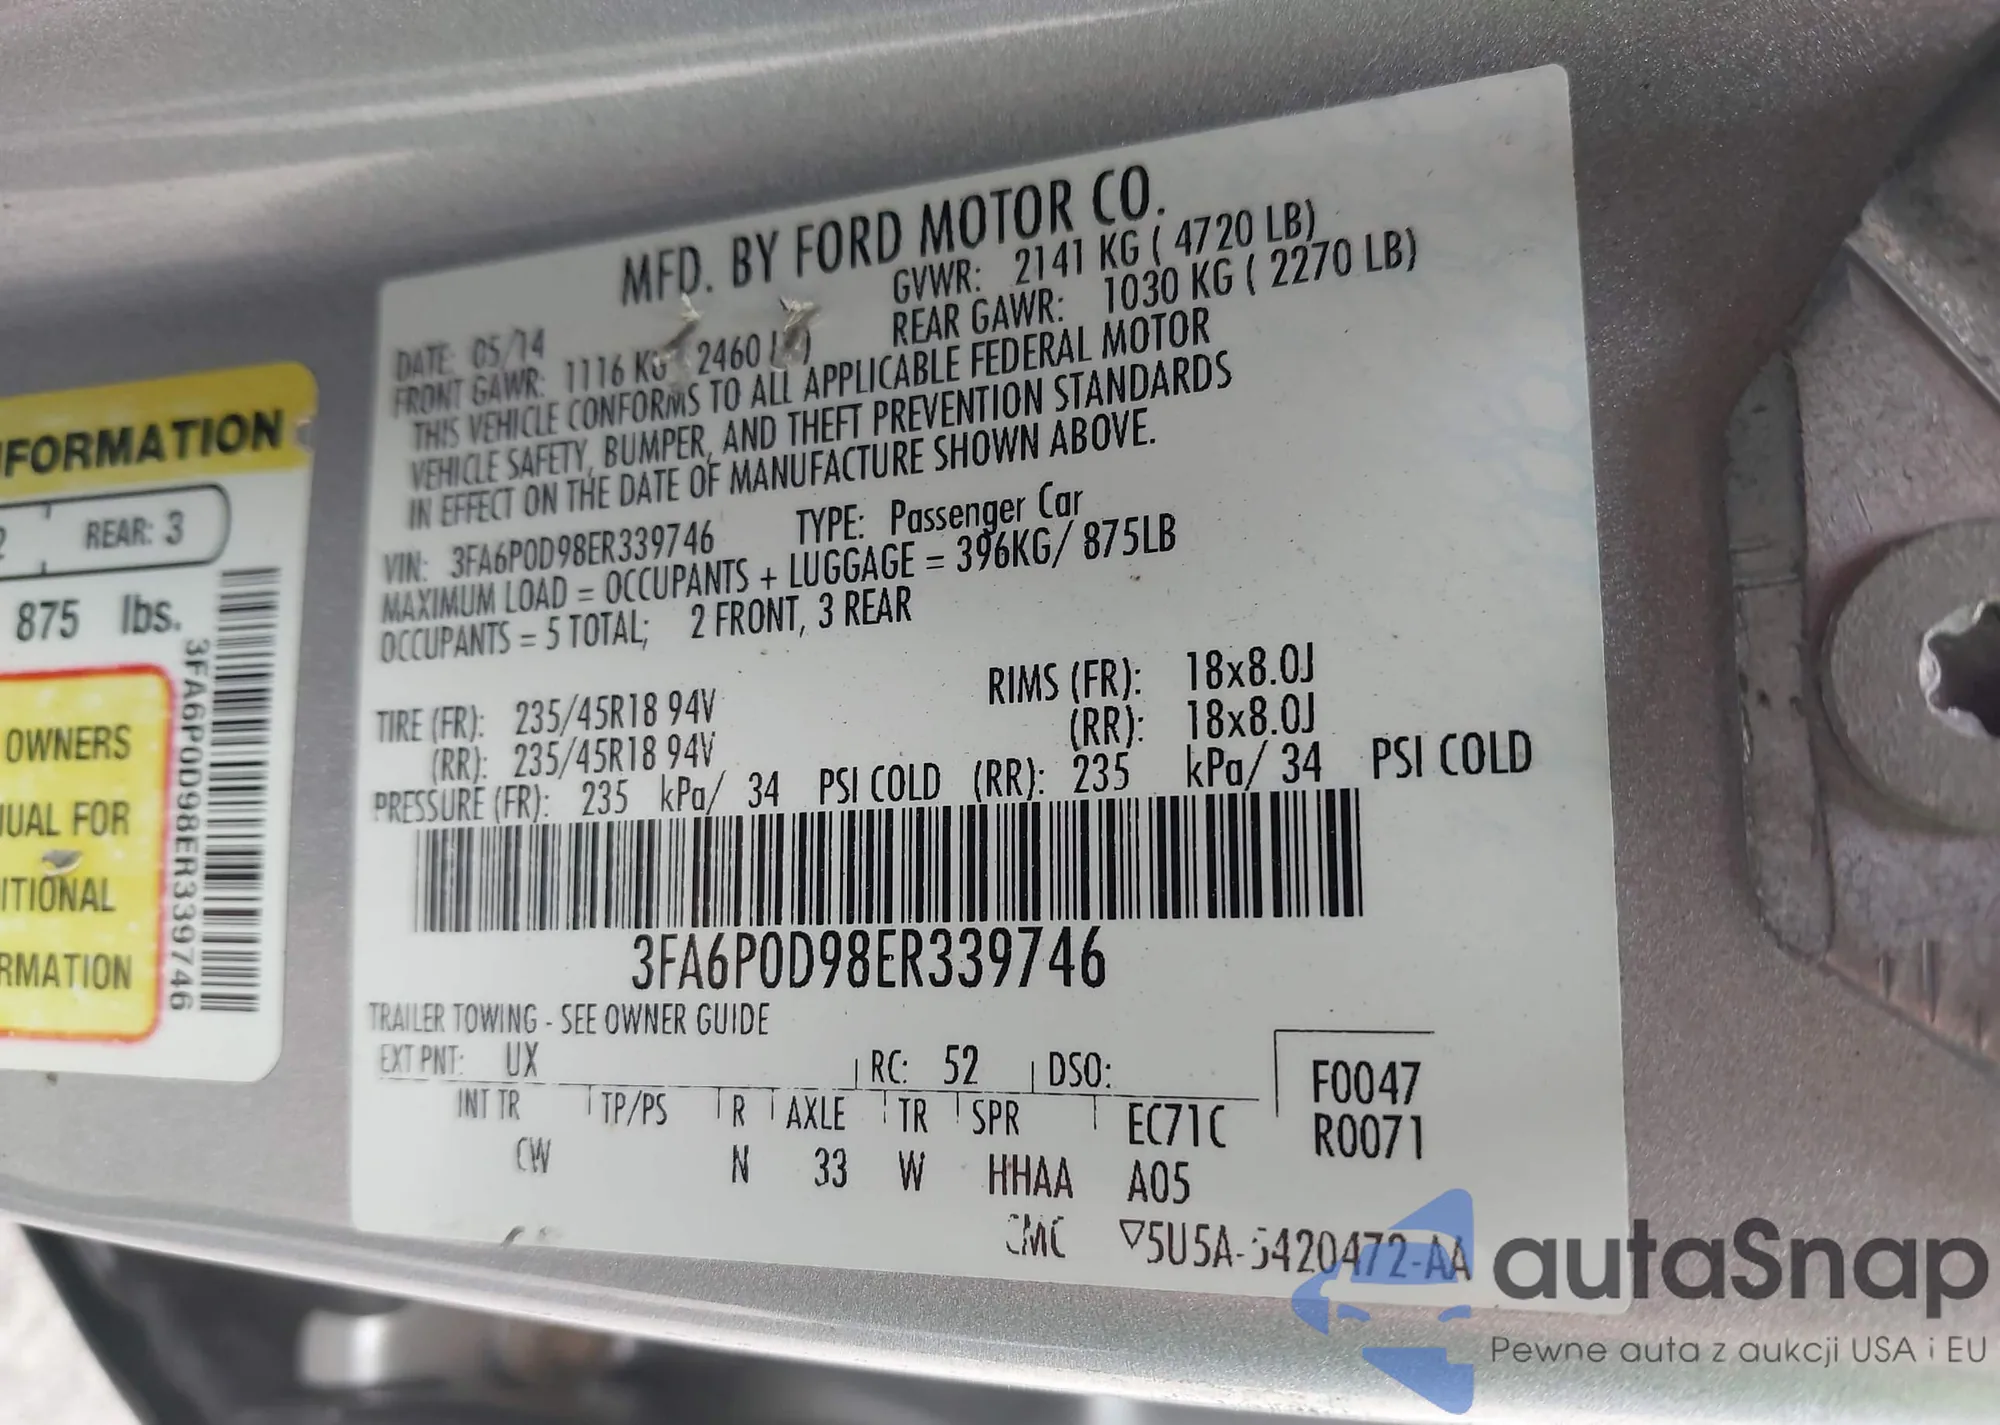 MFD. BY FORD MOTOR CO.
DATE: 05/14 GVWR: 2141 KG ( 4720 LB)
FRONT GAWR: 1116 KG 2460 REAR GAWR: 1030 KG ( 2270 LB)
THIS VEHICLE CONFORMS TO ALL APPLICABLE FEDERAL MOTOR
VEHICLE SAFETY, BUMPER, AND THEFT PREVENTION STANDARDS
IN EFFECT ON THE DATE OF MANUFACTURE SHOWN ABOVE.
VIN: 3FA6P0D98ER339746 TYPE: Passenger Car
MAXIMUM LOAD = OCCUPANTS + LUGGAGE = 396KG/ 875LB
OCCUPANTS = 5 TOTAL; 2 FRONT, 3 REAR
TIRE (FR): 235/45R18 94V RIMS (FR): 18x8.0J
(RR): 235/45R18 94V (RR): 18x8.0J
PRESSURE (FR): 235 kPa/ 34 PSI COLD (RR): 235 kPa/ 34 PSI COLD
3FA6P0D98ER339746
TRAILER TOWING - SEE OWNER GUIDE
EXT PNT: UX RC: 52 DSO:
INT TR TP/PS R AXLE TR SPR EC71C
CW N 33 W HHAA A05
F0047
R0071
CMC 5U5A-5420472-AA
NFORMATION
2 REAR: 3
875 lbs.
3FA6P0D98ER339746
OWNERS
UAL FOR
ITIONAL
RMATION
autaSnap
Pewne auta z aukcji USA i EU